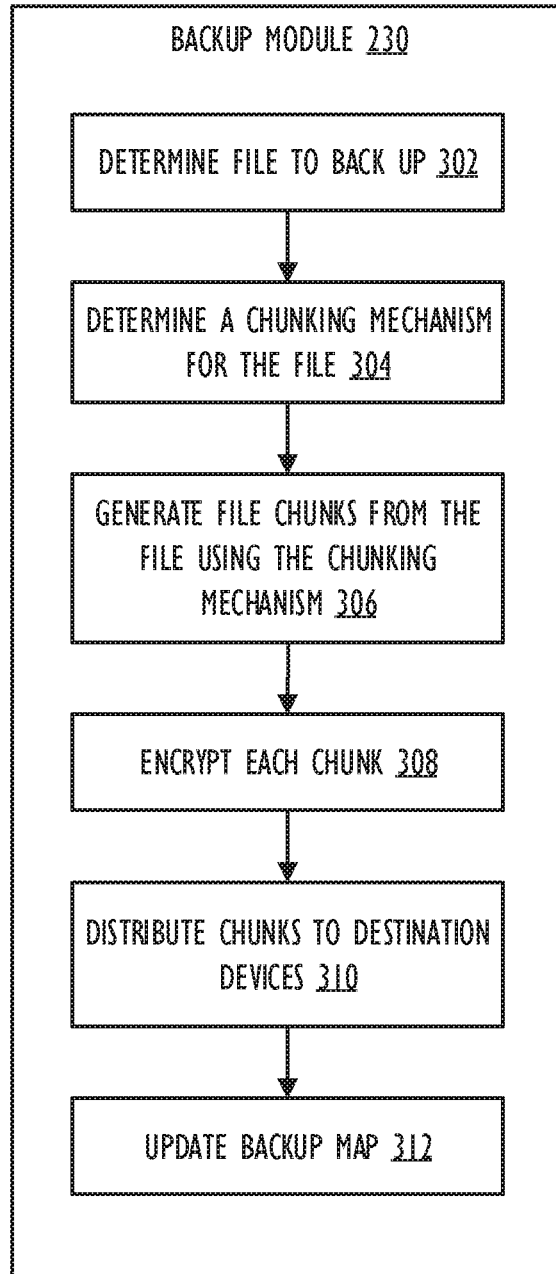 BACKUP MODULE 230
DETERMINE FILE TO BACK UP 302
DETERMINE A CHUNKING MECHANISM
FOR THE FILE 304
GENERATE FILE CHUNKS FROM THE
FILE USING THE CHUNKING
MECHANISM 306
ENCRYPT EACH CHUNK 308
DISTRIBUTE CHUNKS TO DESTINATION
DEVICES 310
UPDATE BACKUP MAP 312